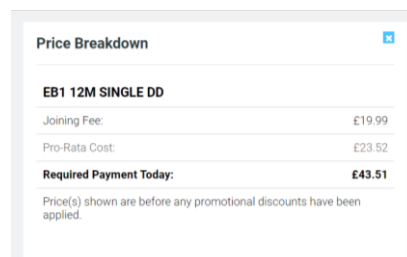 Price Breakdown
EB1 12M SINGLE DD
Joining Fee: £19.99
Pro-Rata Cost: £23.52
Required Payment Today: £43.51
Price(s) shown are before any promotional discounts have been
applied.